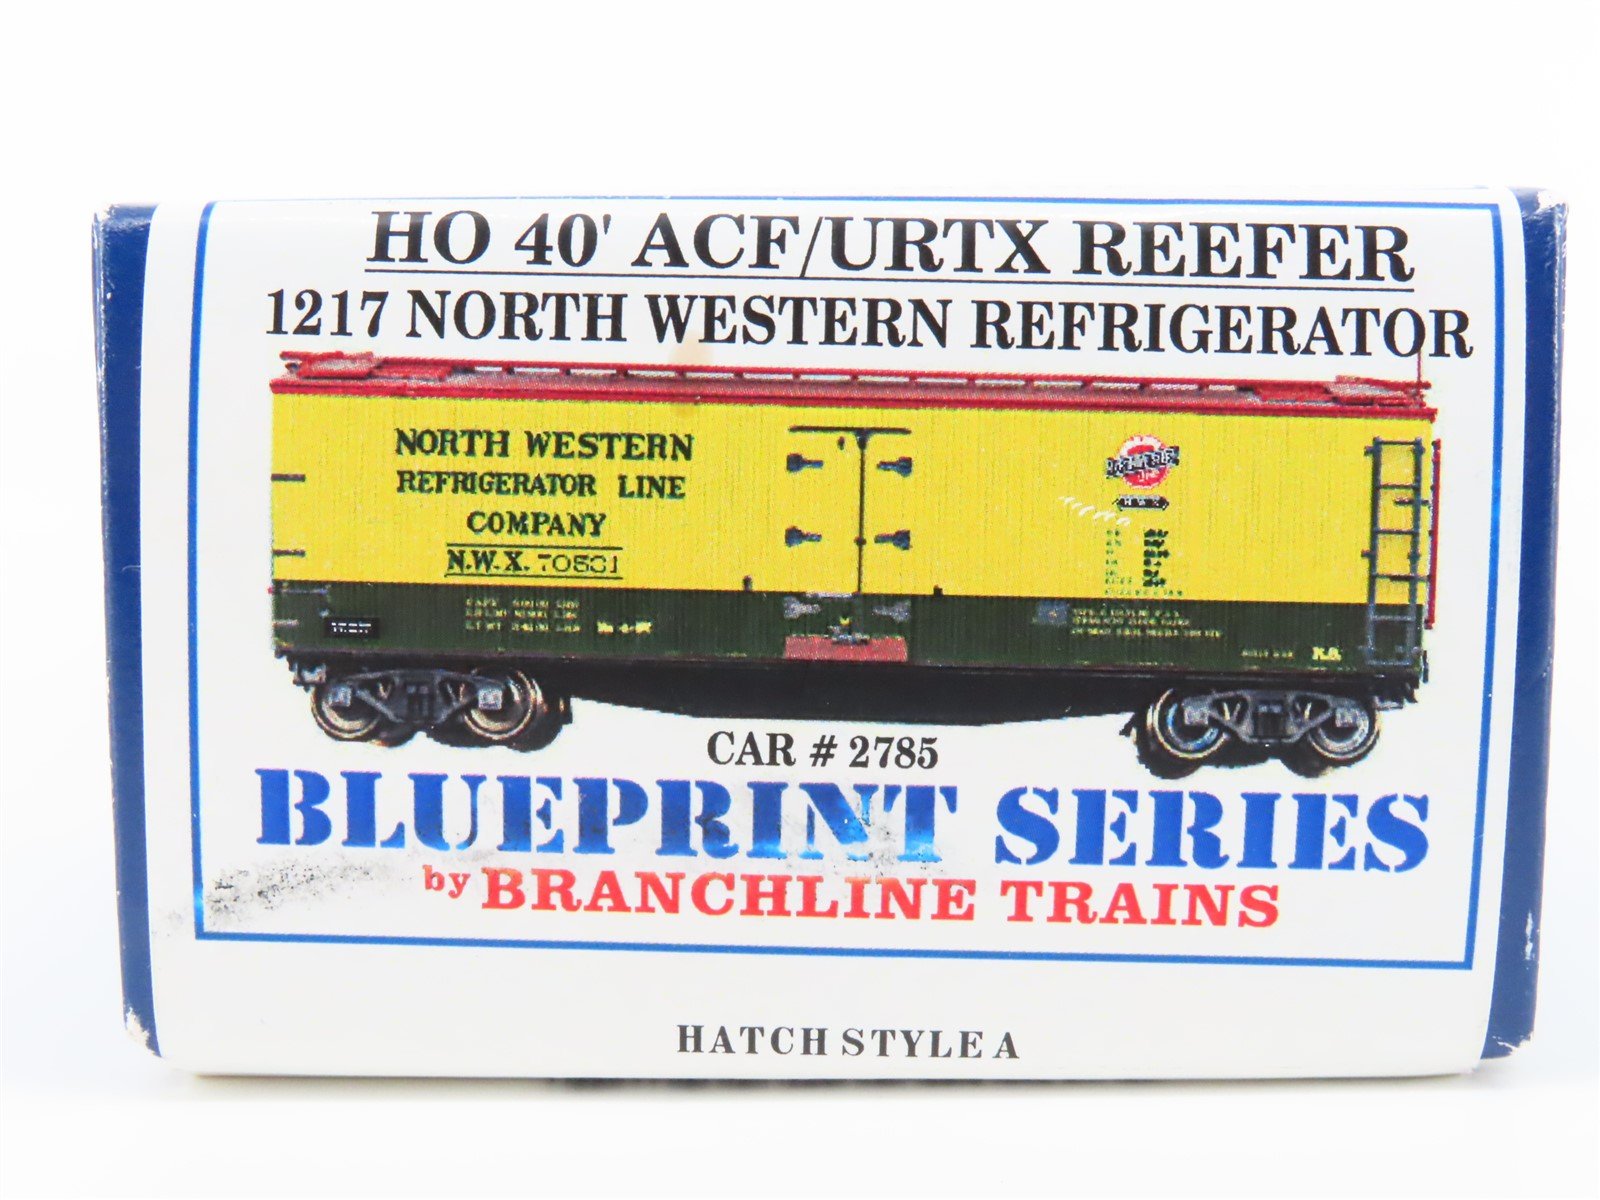 HO 40' ACF/URTX REEFER
1217 NORTH WESTERN REFRIGERATOR
NORTH WESTERN
REFRIGERATOR LINE
COMPANY
N.W.X.
CAR # 2785
BLUEPRINT SERIES
by BRANCHLINE TRAINS
HATCH STYLE A